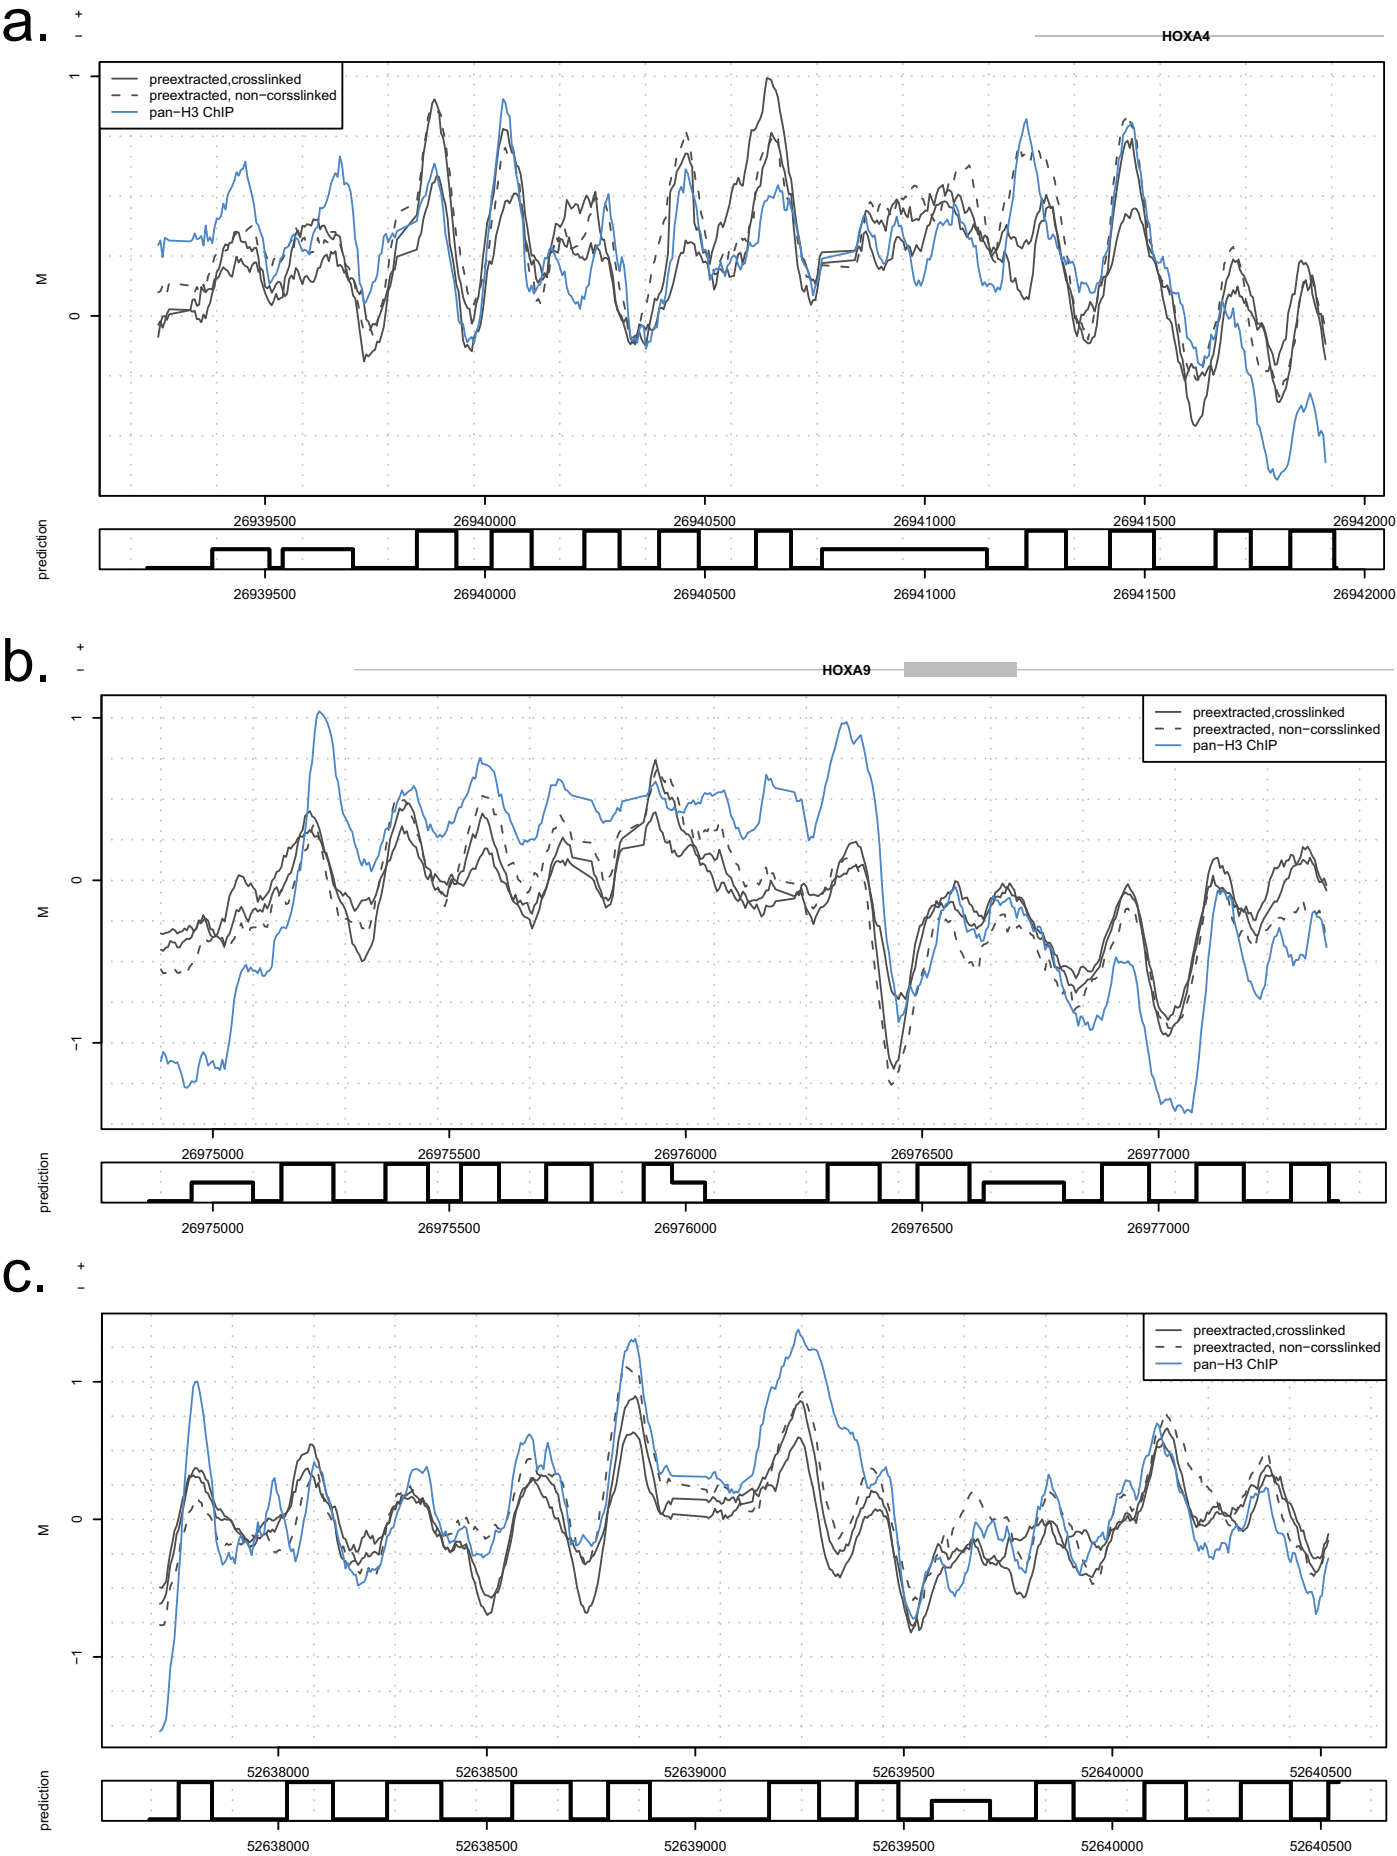 a.
+
−
HOXA4
preextracted,crosslinked
preextracted, non−corsslinked
pan−H3 ChIP
1
0
M
26939500 26940000 26940500 26941000 26941500 26942000
prediction
26939500 26940000 26940500 26941000 26941500 26942000
b.
+
−
HOXA9
preextracted,crosslinked
preextracted, non−corsslinked
pan−H3 ChIP
1
0
−1
M
26975000 26975500 26976000 26976500 26977000
prediction
26975000 26975500 26976000 26976500 26977000
c.
+
−
preextracted,crosslinked
preextracted, non−corsslinked
pan−H3 ChIP
1
0
−1
M
52638000 52638500 52639000 52639500 52640000 52640500
prediction
52638000 52638500 52639000 52639500 52640000 52640500